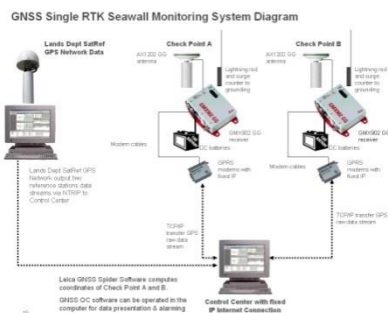 GNSS Single RTK Seawall Monitoring System Diagram
Lands Dept SatRef
GPS Network Data
Check Point A
AX1202 GG
antenna
Lightning rod
and surge
counter to
grounding
GMX902 GG
receiver
DC batteries
Modem cables
GPRS
modems with
fixed IP
Check Point B
AX1202 GG
antenna
Lightning rod
and surge
counter to
grounding
GMX902 GG
receiver
DC batteries
Modem cables
GPRS
modems with
fixed IP
Lands Dept SatRef GPS
Network output two
reference stations data
streams via NTRIP to
Control Center
TCP/IP
transfer GPS
raw data
stream
TCP/IP transfer GPS
raw data stream
Leica GNSS Spider Software computes
coordinates of Check Point A and B.
GNSS QC software can be operated in the
computer for data presentation & alarming
Control Center with fixed
IP Internet Connection